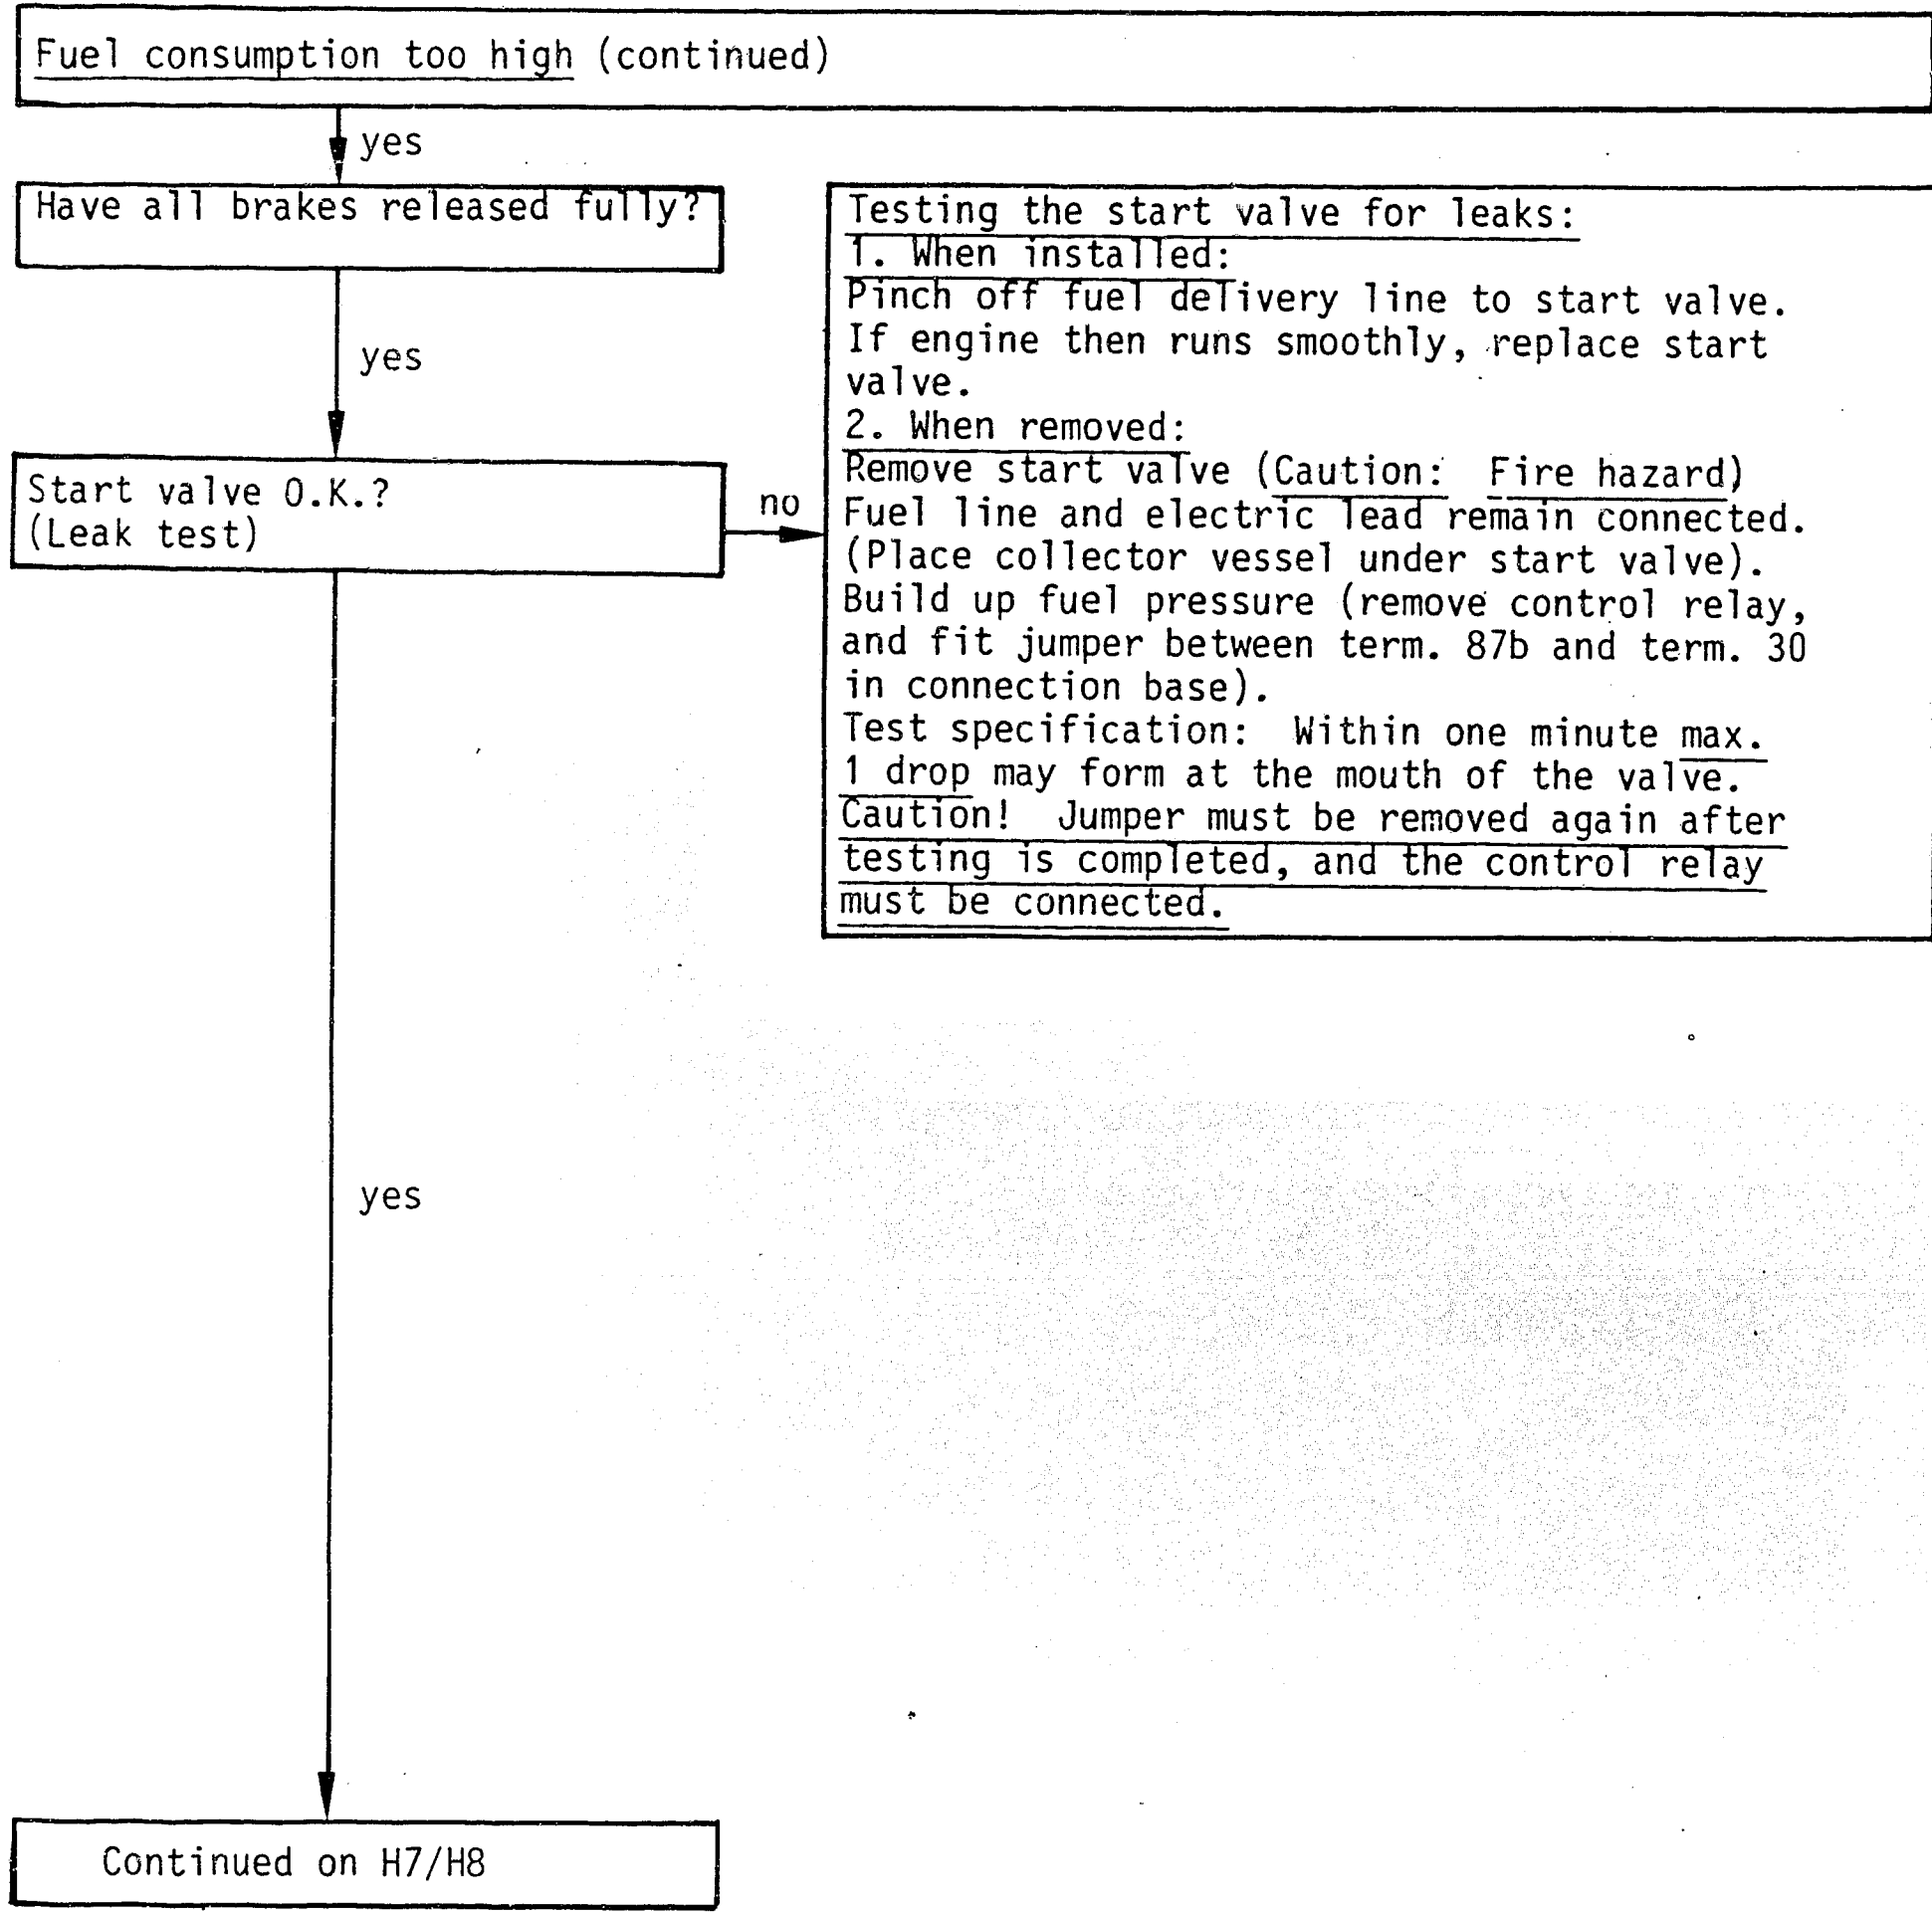 Fuel consumption too high (continued)
yes
Have all brakes released fully?
yes
Start valve O.K.?
(Leak test)
no
Testing the start valve for leaks:
1. When installed:
Pinch off fuel delivery line to start valve.
If engine then runs smoothly, replace start
valve.
2. When removed:
Remove start valve (Caution: Fire hazard)
Fuel line and electric lead remain connected.
(Place collector vessel under start valve).
Build up fuel pressure (remove control relay,
and fit jumper between term. 87b and term. 30
in connection base).
Test specification: Within one minute max.
1 drop may form at the mouth of the valve.
Caution! Jumper must be removed again after
testing is completed, and the control relay
must be connected.
yes
Continued on H7/H8